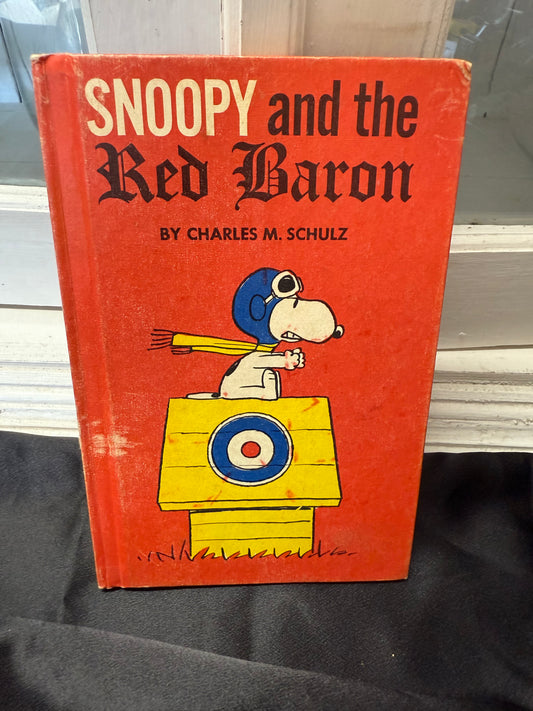 SNOOPY and the
Red Baron
BY CHARLES M. SCHULZ